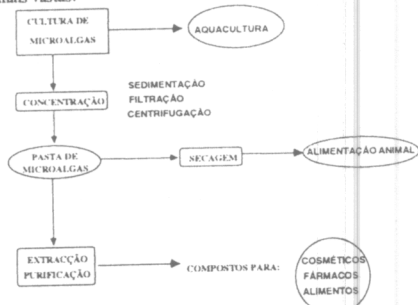 CULTURA DE
MICROALGAS
AQUACULTURA
SEDIMENTAÇÃO
CONCENTRAÇÃO
FILTRAÇÃO
CENTRIFUGAÇÃO
PASTA DE
MICROALGAS
SECAGEM
ALIMENTAÇÃO ANIMAL
EXTRACÇÃO
PURIFICAÇÃO
COMPOSTOS PARA:
COSMÉTICOS
FÁRMACOS
ALIMENTOS